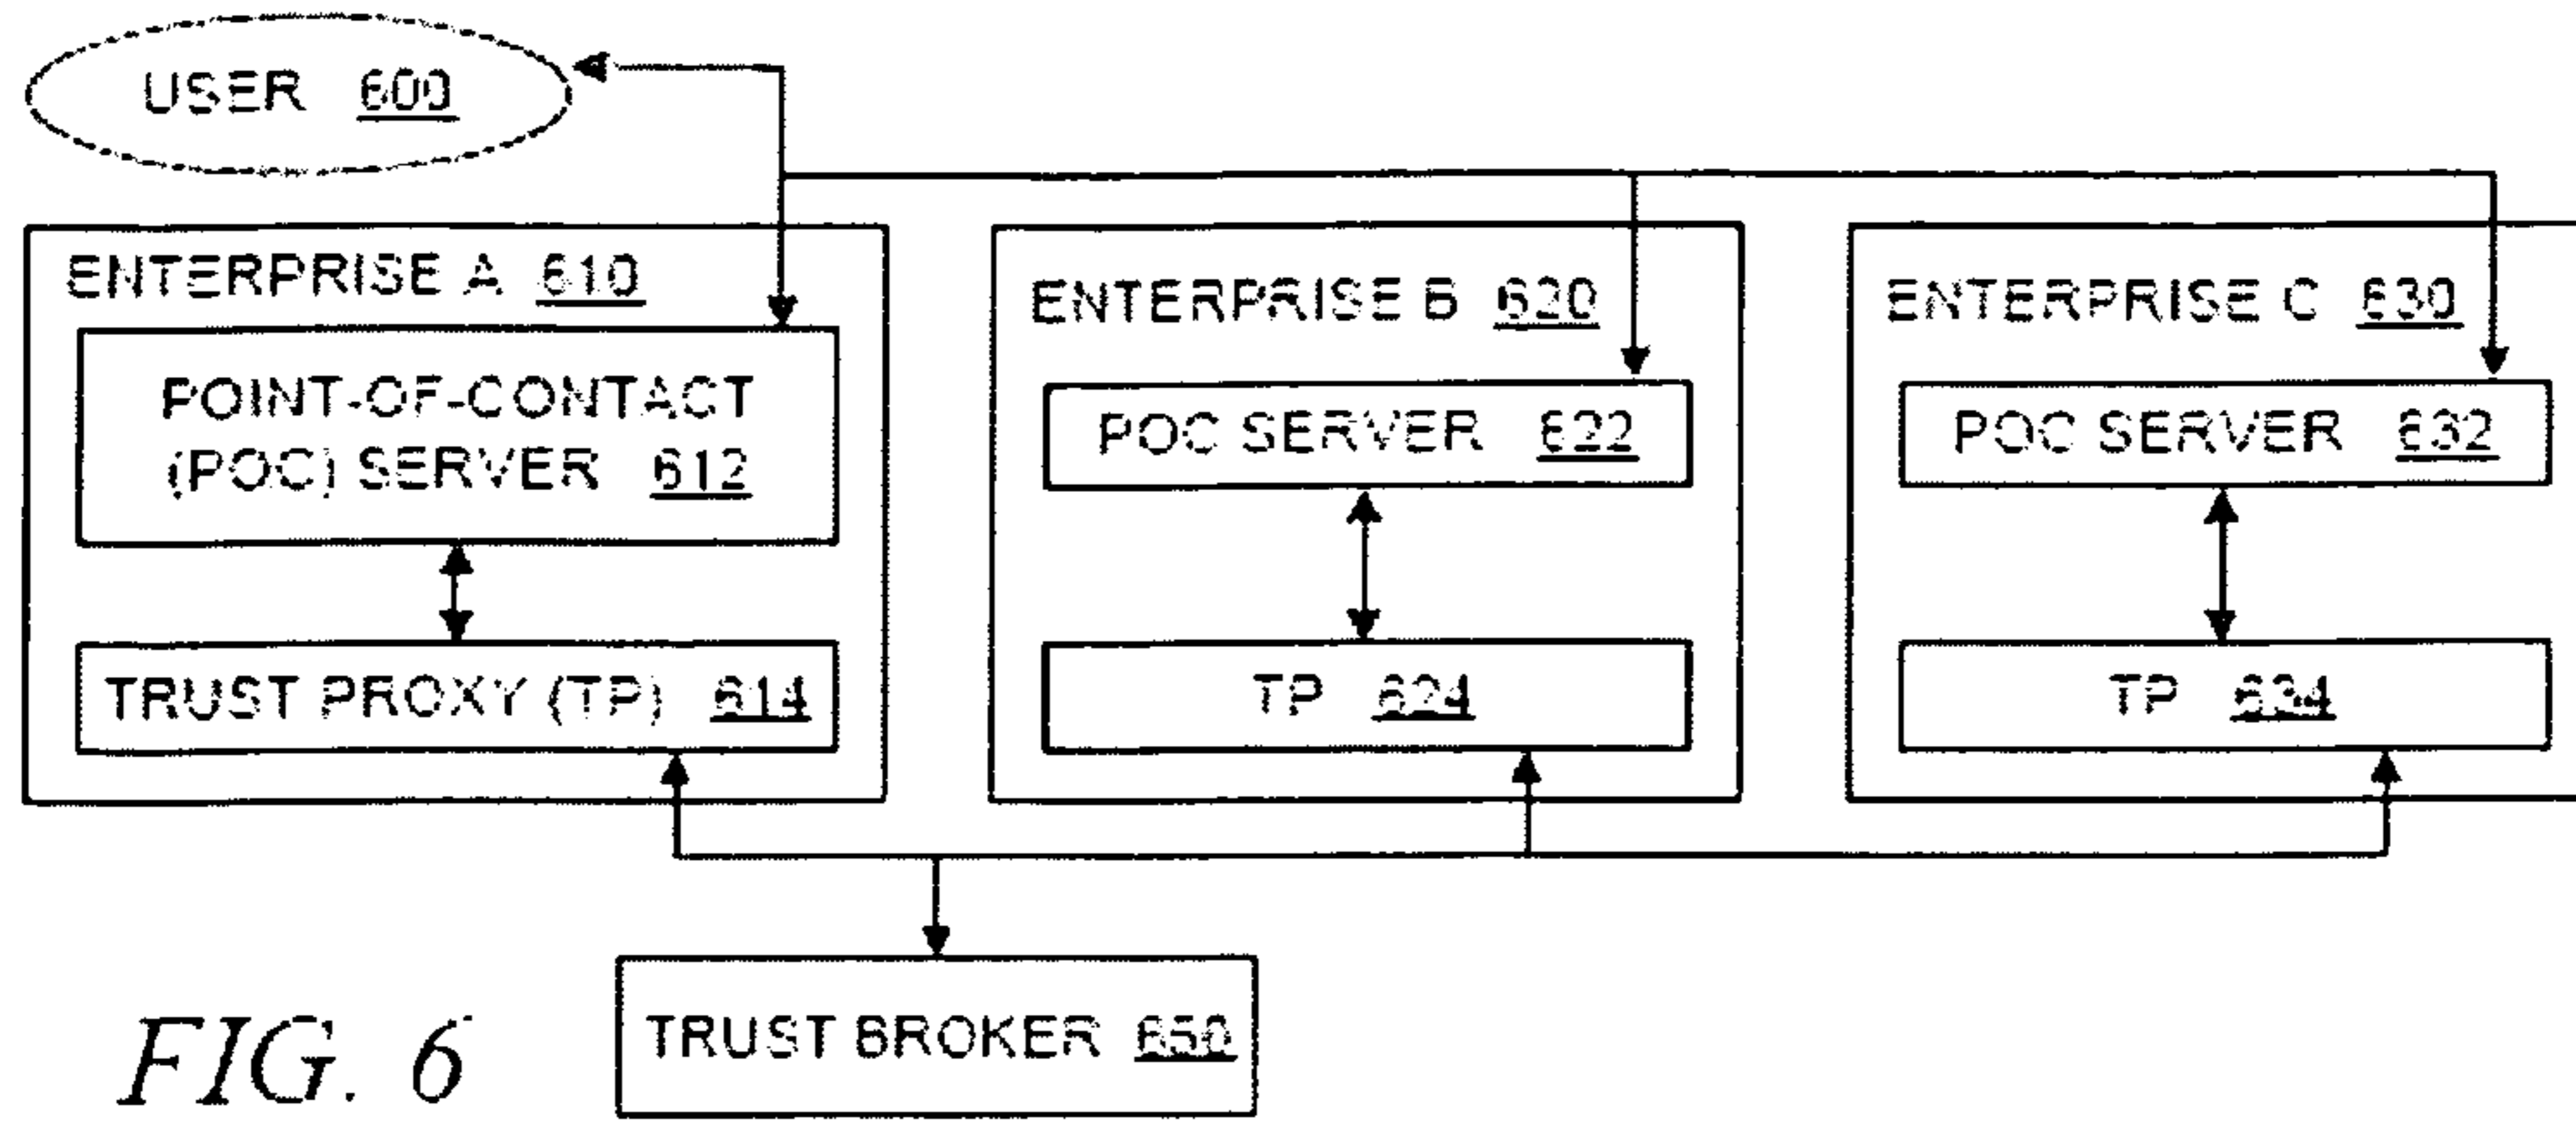 USER 600
ENTERPRISE A 610
POINT-OF-CONTACT
(POC) SERVER 612
TRUST PROXY (TP) 614
ENTERPRISE B 620
POC SERVER 622
TP 624
ENTERPRISE C 630
POC SERVER 632
TP 634
TRUST BROKER 650
FIG. 6